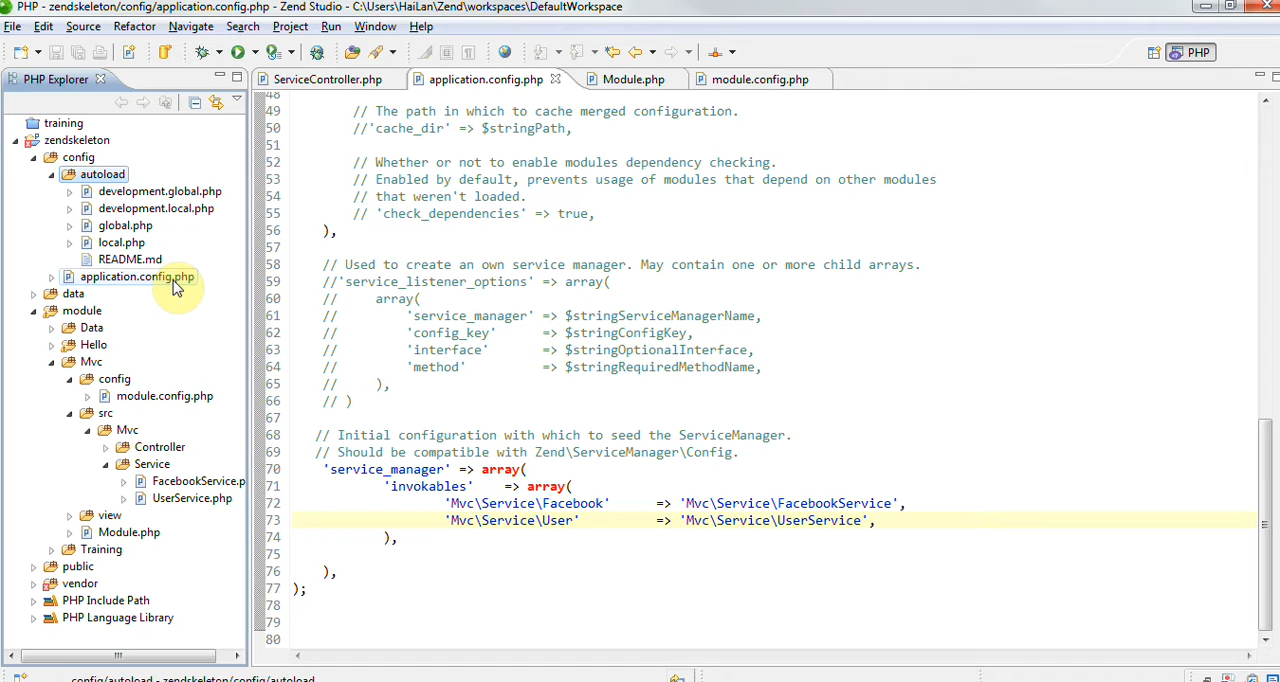 PHP - zendskeleton/config/application.config.php - Zend Studio - C:\Users\HaiLan\Zend\workspaces\DefaultWorkspace
File Edit Source Refactor Navigate Search Project Run Window Help
PHP
PHP Explorer
ServiceController.php application.config.php Module.php module.config.php
training
zendskeleton
config
autoload
development.global.php
development.local.php
global.php
local.php
README.md
application.config.php
data
module
Data
Hello
Mvc
config
module.config.php
src
Mvc
Controller
Service
FacebookService.p
UserService.php
view
Module.php
Training
public
vendor
PHP Include Path
PHP Language Library
48
49 // The path in which to cache merged configuration.
50 //'cache_dir' => $stringPath,
51
52 // Whether or not to enable modules dependency checking.
53 // Enabled by default, prevents usage of modules that depend on other modules
54 // that weren't loaded.
55 // 'check_dependencies' => true,
56 ),
57
58 // Used to create an own service manager. May contain one or more child arrays.
59 //'service_listener_options' => array(
60 // array(
61 // 'service_manager' => $stringServiceManagerName,
62 // 'config_key' => $stringConfigKey,
63 // 'interface' => $stringOptionalInterface,
64 // 'method' => $stringRequiredMethodName,
65 // ),
66 // )
67
68 // Initial configuration with which to seed the ServiceManager.
69 // Should be compatible with Zend\ServiceManager\Config.
70 'service_manager' => array(
71 'invokables' => array(
72 'Mvc\Service\Facebook' => 'Mvc\Service\FacebookService',
73 'Mvc\Service\User' => 'Mvc\Service\UserService',
74 ),
75
76 ),
77 );
78
79
80
config/autoload - zendskeleton/config/autoload